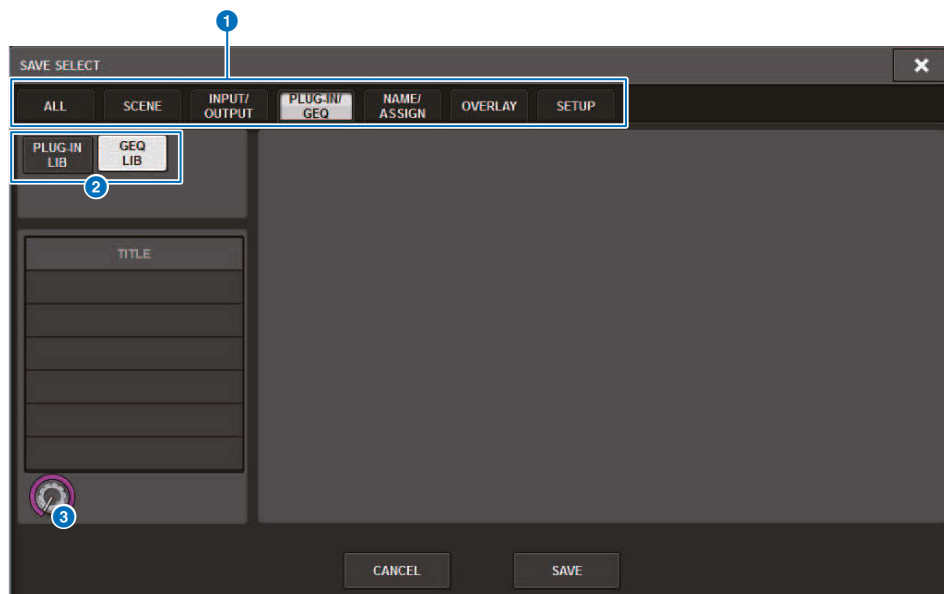 1
SAVE SELECT
×
ALL
SCENE
INPUT/
OUTPUT
PLUG-IN/
GEQ
NAME/
ASSIGN
OVERLAY
SETUP
PLUG-IN
LIB
GEQ
LIB
2
TITLE
3
CANCEL
SAVE